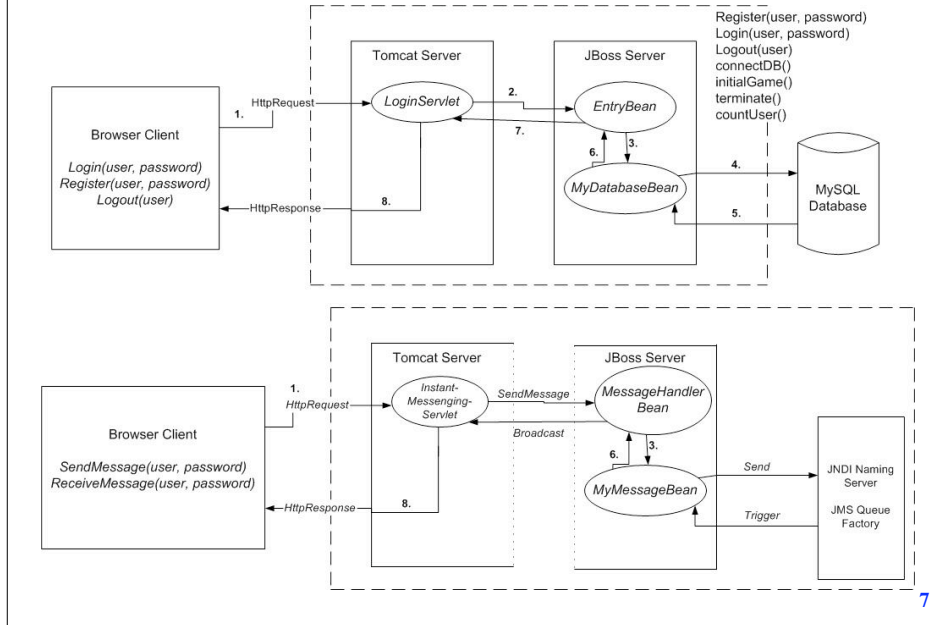 Register(user, password)
Login(user, password)
Logout(user)
connectDB()
initialGame()
terminate()
countUser()
Tomcat Server
JBoss Server
Browser Client
Login(user, password)
Register(user, password)
Logout(user)
1.
HttpRequest
LoginServlet
2.
EntryBean
7.
6.
3.
MyDatabaseBean
4.
5.
MySQL
Database
8.
HttpResponse
Tomcat Server
JBoss Server
Browser Client
SendMessage(user, password)
ReceiveMessage(user, password)
1.
HttpRequest
Instant-
Messenging-
Servlet
SendMessage
MessageHandler
Bean
Broadcast
6.
3.
MyMessageBean
Send
Trigger
JNDI Naming
Server
JMS Queue
Factory
8.
HttpResponse
7